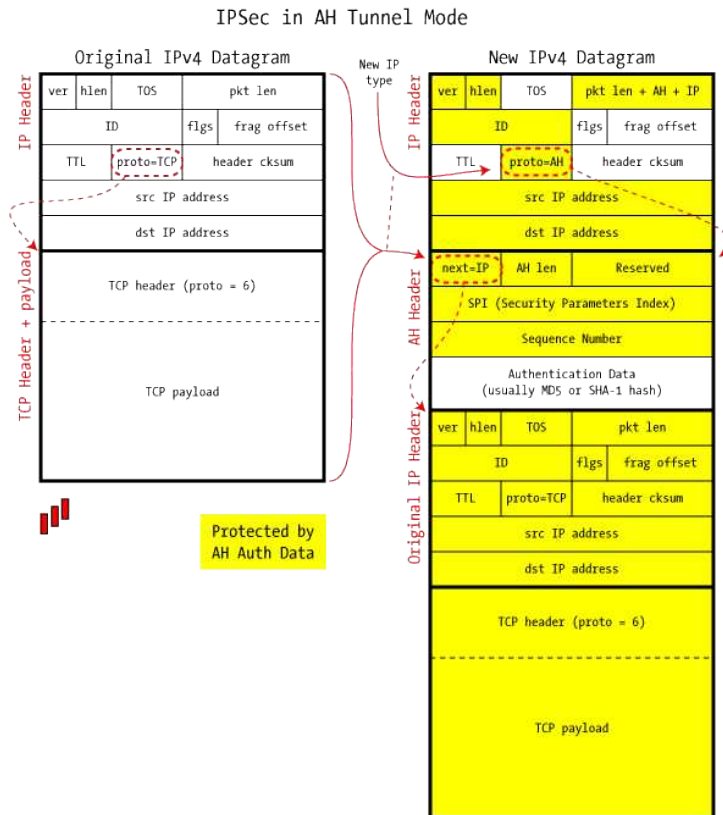 IPSec in AH Tunnel Mode
Original IPv4 Datagram
IP Header
ver hlen TOS pkt len
ID flgs frag offset
TTL proto=TCP header cksum
src IP address
dst IP address
TCP Header + payload
TCP header (proto = 6)
TCP payload
Protected by
AH Auth Data
New IP
type
New IPv4 Datagram
IP Header
ver hlen TOS pkt len + AH + IP
ID flgs frag offset
TTL proto=AH header cksum
src IP address
dst IP address
AH Header
next=IP AH len Reserved
SPI (Security Parameters Index)
Sequence Number
Authentication Data
(usually MD5 or SHA-1 hash)
Original IP Header
ver hlen TOS pkt len
ID flgs frag offset
TTL proto=TCP header cksum
src IP address
dst IP address
TCP header (proto = 6)
TCP payload